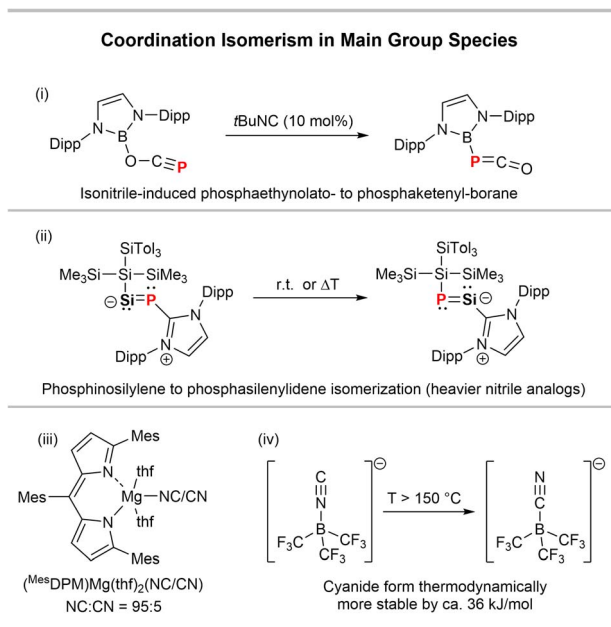 Coordination Isomerism in Main Group Species
(i)
N
Dipp
N
B
Dipp
O
C
P
tBuNC (10 mol%)
N
Dipp
N
B
Dipp
P
C
O
Isonitrile-induced phosphaethynolato- to phosphaketenyl-borane
(ii)
SiTol3
Me3Si
Si
SiMe3
⊖
Si
P
Dipp
N
N
Dipp
⊕
r.t. or ΔT
SiTol3
Me3Si
Si
SiMe3
P
Si
⊖
Dipp
N
N
Dipp
⊕
Phosphinosilylene to phosphasilenylidene isomerization (heavier nitrile analogs)
(iii)
Mes
N
thf
Mes
Mg
NC/CN
N
thf
Mes
(MesDPM)Mg(thf)2(NC/CN)
NC:CN = 95:5
(iv)
⊖
C
N
B
F3C
CF3
CF3
T > 150 °C
⊖
N
C
B
F3C
CF3
CF3
Cyanide form thermodynamically
more stable by ca. 36 kJ/mol